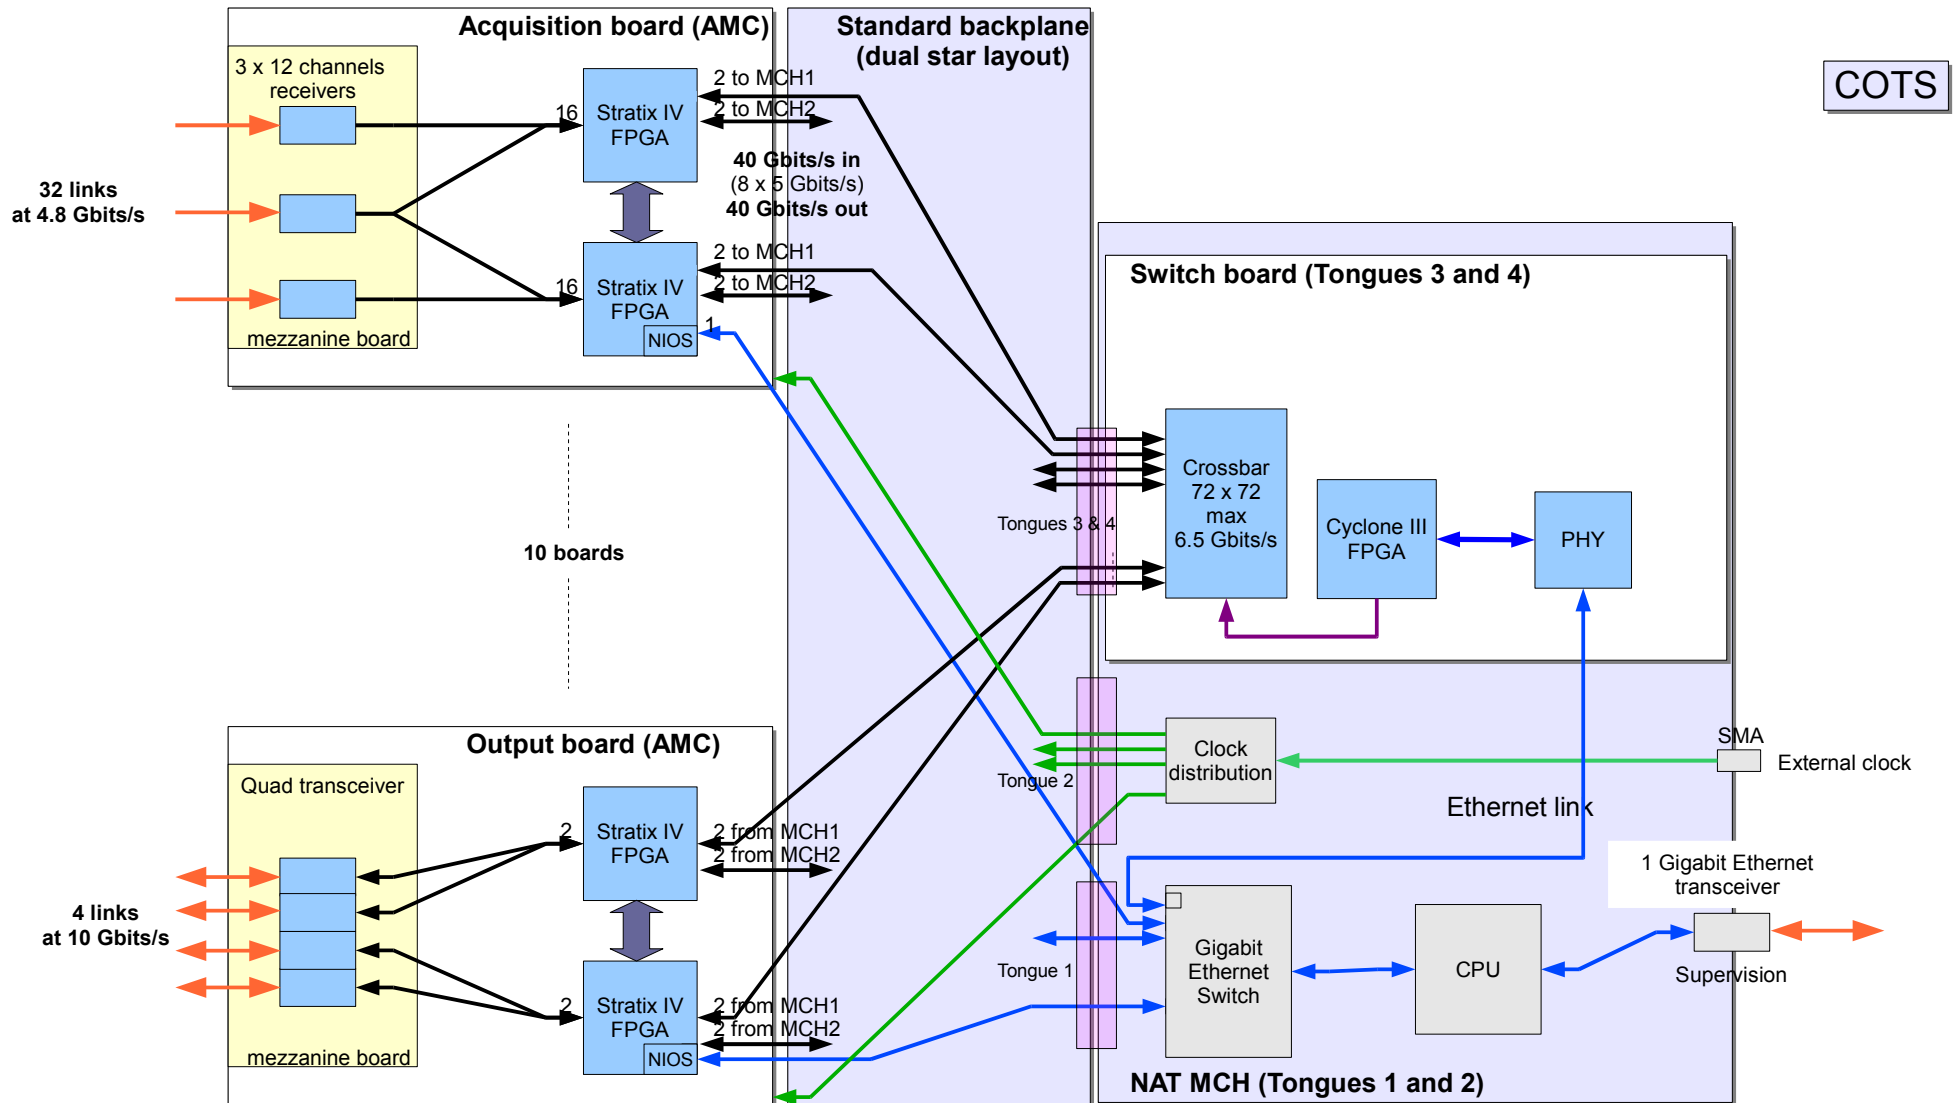 Acquisition board (AMC)
Standard backplane
(dual star layout)
COTS
3 x 12 channels
receivers
2 to MCH1
2 to MCH2
16
Stratix IV
FPGA
40 Gbits/s in
(8 x 5 Gbits/s)
40 Gbits/s out
32 links
at 4.8 Gbits/s
2 to MCH1
2 to MCH2
16
Stratix IV
FPGA
NIOS
1
mezzanine board
Switch board (Tongues 3 and 4)
Crossbar
72 x 72
max
6.5 Gbits/s
Cyclone III
FPGA
PHY
Tongues 3 & 4
10 boards
Output board (AMC)
Quad transceiver
Clock
distribution
SMA
External clock
Tongue 2
Ethernet link
2
Stratix IV
FPGA
2 from MCH1
2 from MCH2
1 Gigabit Ethernet
transceiver
4 links
at 10 Gbits/s
Gigabit
Ethernet
Switch
CPU
Tongue 1
Supervision
2
Stratix IV
FPGA
NIOS
2 from MCH1
2 from MCH2
mezzanine board
NAT MCH (Tongues 1 and 2)